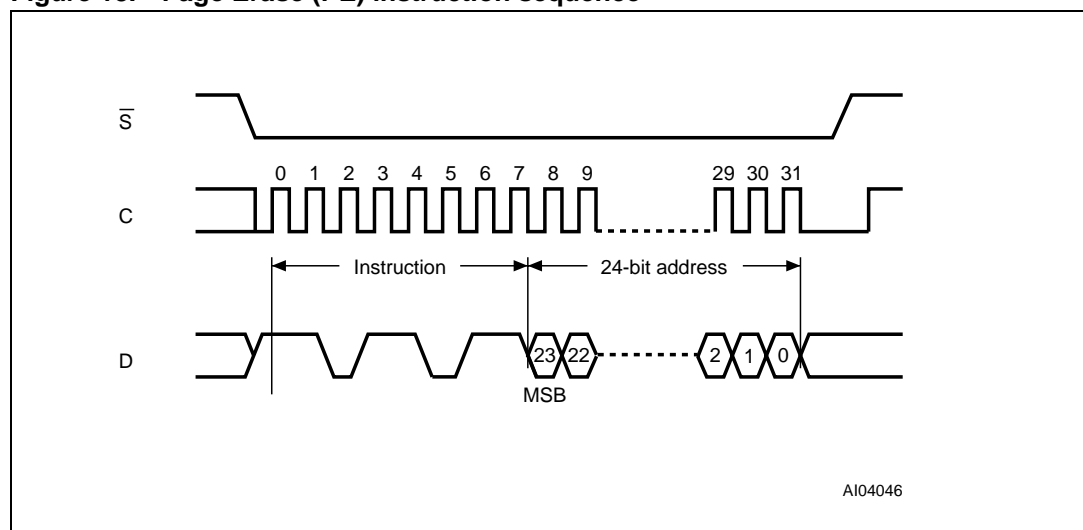 Figure 18. Page Erase (PE) instruction sequence
S
0 1 2 3 4 5 6 7 8 9 29 30 31
C
Instruction 24-bit address
D
23 22 2 1 0
MSB
AI04046